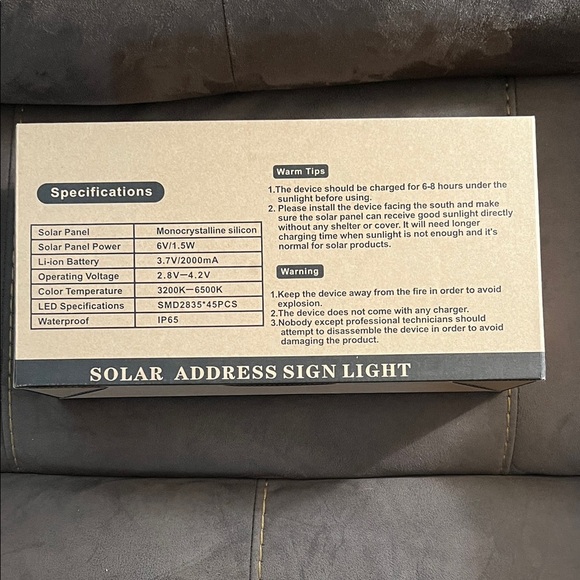 Specifications
Solar Panel Monocrystalline silicon
Solar Panel Power 6V/1.5W
Li-ion Battery 3.7V/2000mA
Operating Voltage 2.8V—4.2V
Color Temperature 3200K—6500K
LED Specifications SMD2835*45PCS
Waterproof IP65
Warm Tips
1.The device should be charged for 6-8 hours under the
sunlight before using.
2. Please install the device facing the south and make
sure the solar panel can receive good sunlight directly
without any shelter or cover. It will need longer
charging time when sunlight is not enough and it's
normal for solar products.
Warning
1.Keep the device away from the fire in order to avoid
explosion.
2.The device does not come with any charger.
3.Nobody except professional technicians should
attempt to disassemble the device in order to avoid
damaging the product.
SOLAR ADDRESS SIGN LIGHT